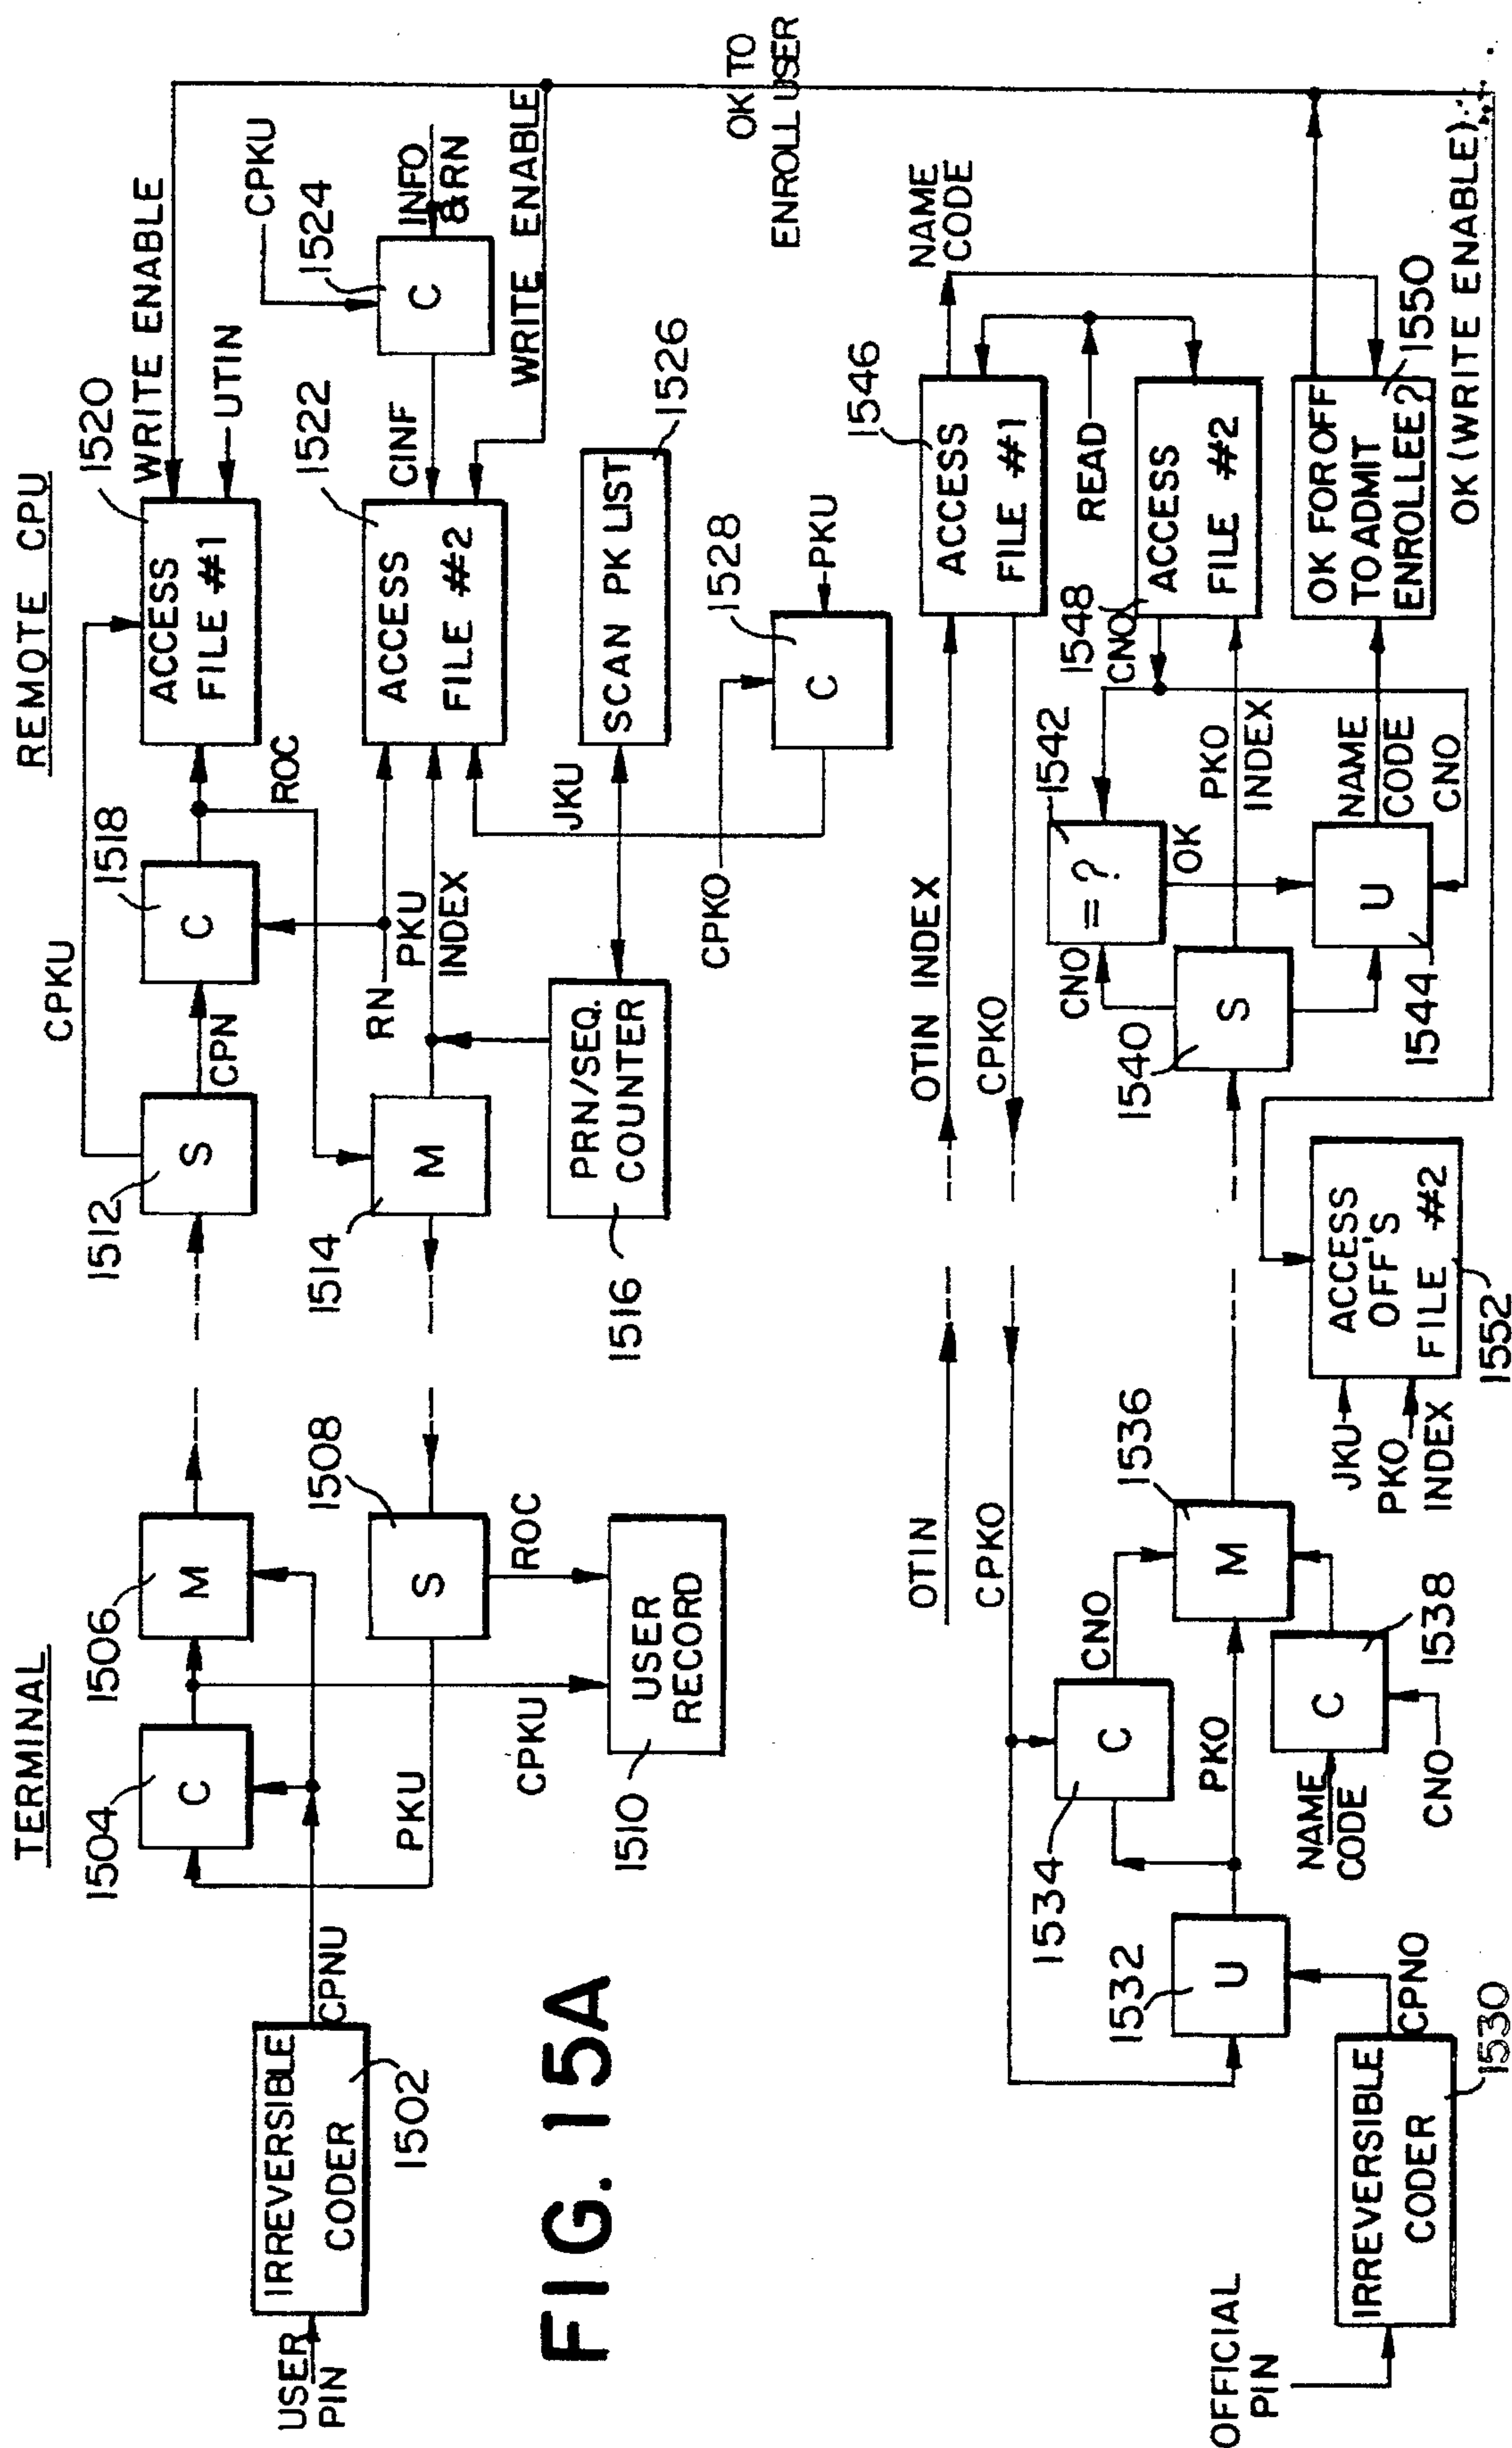 TERMINAL
REMOTE CPU
USER
PIN
IRREVERSIBLE
CODER
1502
CPNU
1504
C
1506
M
PKU
CPKU
1508
S
ROC
USER
RECORD
1510
1512
S
CPKU
CPN
1518
C
ROC
RN
PKU
INDEX
1514
M
PRN/SEQ.
COUNTER
1516
1520
ACCESS
FILE #1
WRITE ENABLE
UTIN
1522
ACCESS
FILE #2
CINF
1524
C
CPKU
INFO
& RN
WRITE ENABLE
JKU
SCAN PK LIST
1526
1528
C
PKU
CPKO
OK TO
ENROLL USER
FIG. 15A
OFFICIAL
PIN
IRREVERSIBLE
CODER
1530
CPNO
1532
U
1534
C
PKO
CNO
OTIN
CPKO
1536
M
NAME
CODE
C
1538
CNO
OTIN INDEX
CPKO
1540
S
CNO
1542
= ?
OK
PKO
INDEX
1544
U
NAME
CODE
CNO
1546
ACCESS
FILE #1
NAME
CODE
READ
1548
CNO
ACCESS
FILE #2
OK FOR OFF
TO ADMIT
ENROLLEE?
1550
OK (WRITE ENABLE)
JKU
PKO
INDEX
ACCESS
OFF'S
FILE #2
1552